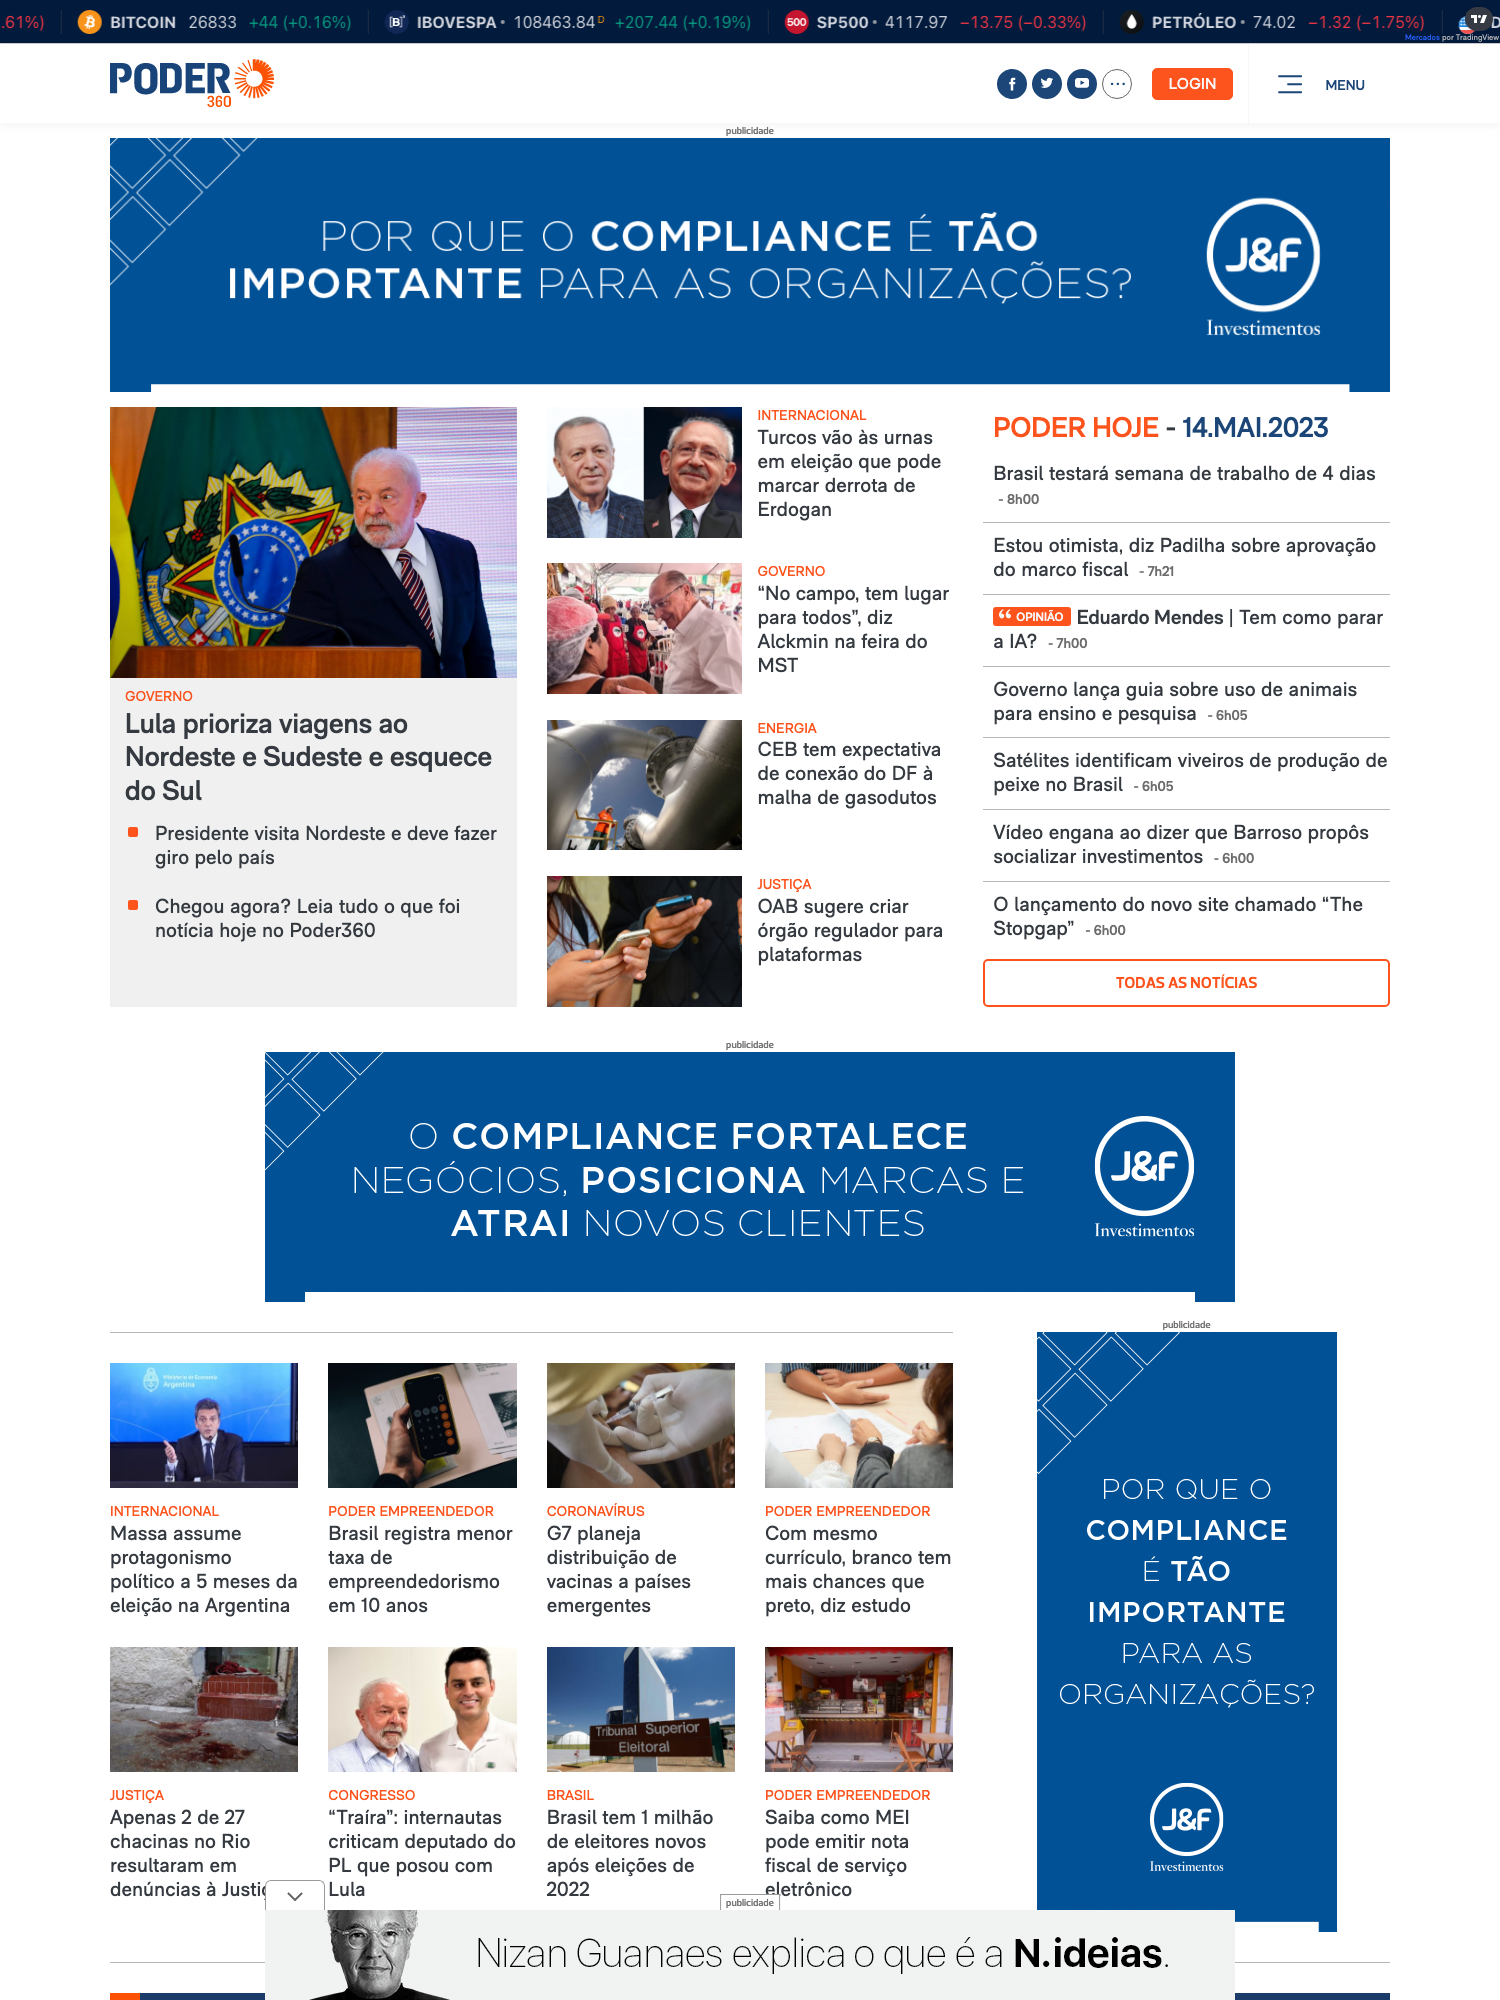 .61%)
BITCOIN 26833 +44 (+0.16%)
IBOVESPA • 108463.84 D +207.44 (+0.19%)
500 SP500 • 4117.97 −13.75 (−0.33%)
PETRÓLEO • 74.02 −1.32 (−1.75%)
D
Mercados por TradingView
PODER
360
LOGIN
MENU
publicidade
POR QUE O COMPLIANCE É TÃO
IMPORTANTE PARA AS ORGANIZAÇÕES?
J&F
Investimentos
GOVERNO
Lula prioriza viagens ao
Nordeste e Sudeste e esquece
do Sul
Presidente visita Nordeste e deve fazer
giro pelo país
Chegou agora? Leia tudo o que foi
notícia hoje no Poder360
INTERNACIONAL
Turcos vão às urnas
em eleição que pode
marcar derrota de
Erdogan
GOVERNO
“No campo, tem lugar
para todos”, diz
Alckmin na feira do
MST
ENERGIA
CEB tem expectativa
de conexão do DF à
malha de gasodutos
JUSTIÇA
OAB sugere criar
órgão regulador para
plataformas
PODER HOJE - 14.MAI.2023
Brasil testará semana de trabalho de 4 dias
- 8h00
Estou otimista, diz Padilha sobre aprovação
do marco fiscal - 7h21
“ OPINIÃO Eduardo Mendes | Tem como parar
a IA? - 7h00
Governo lança guia sobre uso de animais
para ensino e pesquisa - 6h05
Satélites identificam viveiros de produção de
peixe no Brasil - 6h05
Vídeo engana ao dizer que Barroso propôs
socializar investimentos - 6h00
O lançamento do novo site chamado “The
Stopgap” - 6h00
TODAS AS NOTÍCIAS
publicidade
O COMPLIANCE FORTALECE
NEGÓCIOS, POSICIONA MARCAS E
ATRAI NOVOS CLIENTES
J&F
Investimentos
Ministerio de Economía
Argentina
INTERNACIONAL
Massa assume
protagonismo
político a 5 meses da
eleição na Argentina
PODER EMPREENDEDOR
Brasil registra menor
taxa de
empreendedorismo
em 10 anos
CORONAVÍRUS
G7 planeja
distribuição de
vacinas a países
emergentes
PODER EMPREENDEDOR
Com mesmo
currículo, branco tem
mais chances que
preto, diz estudo
publicidade
POR QUE O
COMPLIANCE
É TÃO
IMPORTANTE
PARA AS
ORGANIZAÇÕES?
J&F
Investimentos
JUSTIÇA
Apenas 2 de 27
chacinas no Rio
resultaram em
denúncias à Justiç
CONGRESSO
“Traíra”: internautas
criticam deputado do
PL que posou com
Lula
Tribunal Superior
Eleitoral
BRASIL
Brasil tem 1 milhão
de eleitores novos
após eleições de
2022
PODER EMPREENDEDOR
Saiba como MEI
pode emitir nota
fiscal de serviço
eletrônico
publicidade
Nizan Guanaes explica o que é a N.ideias.